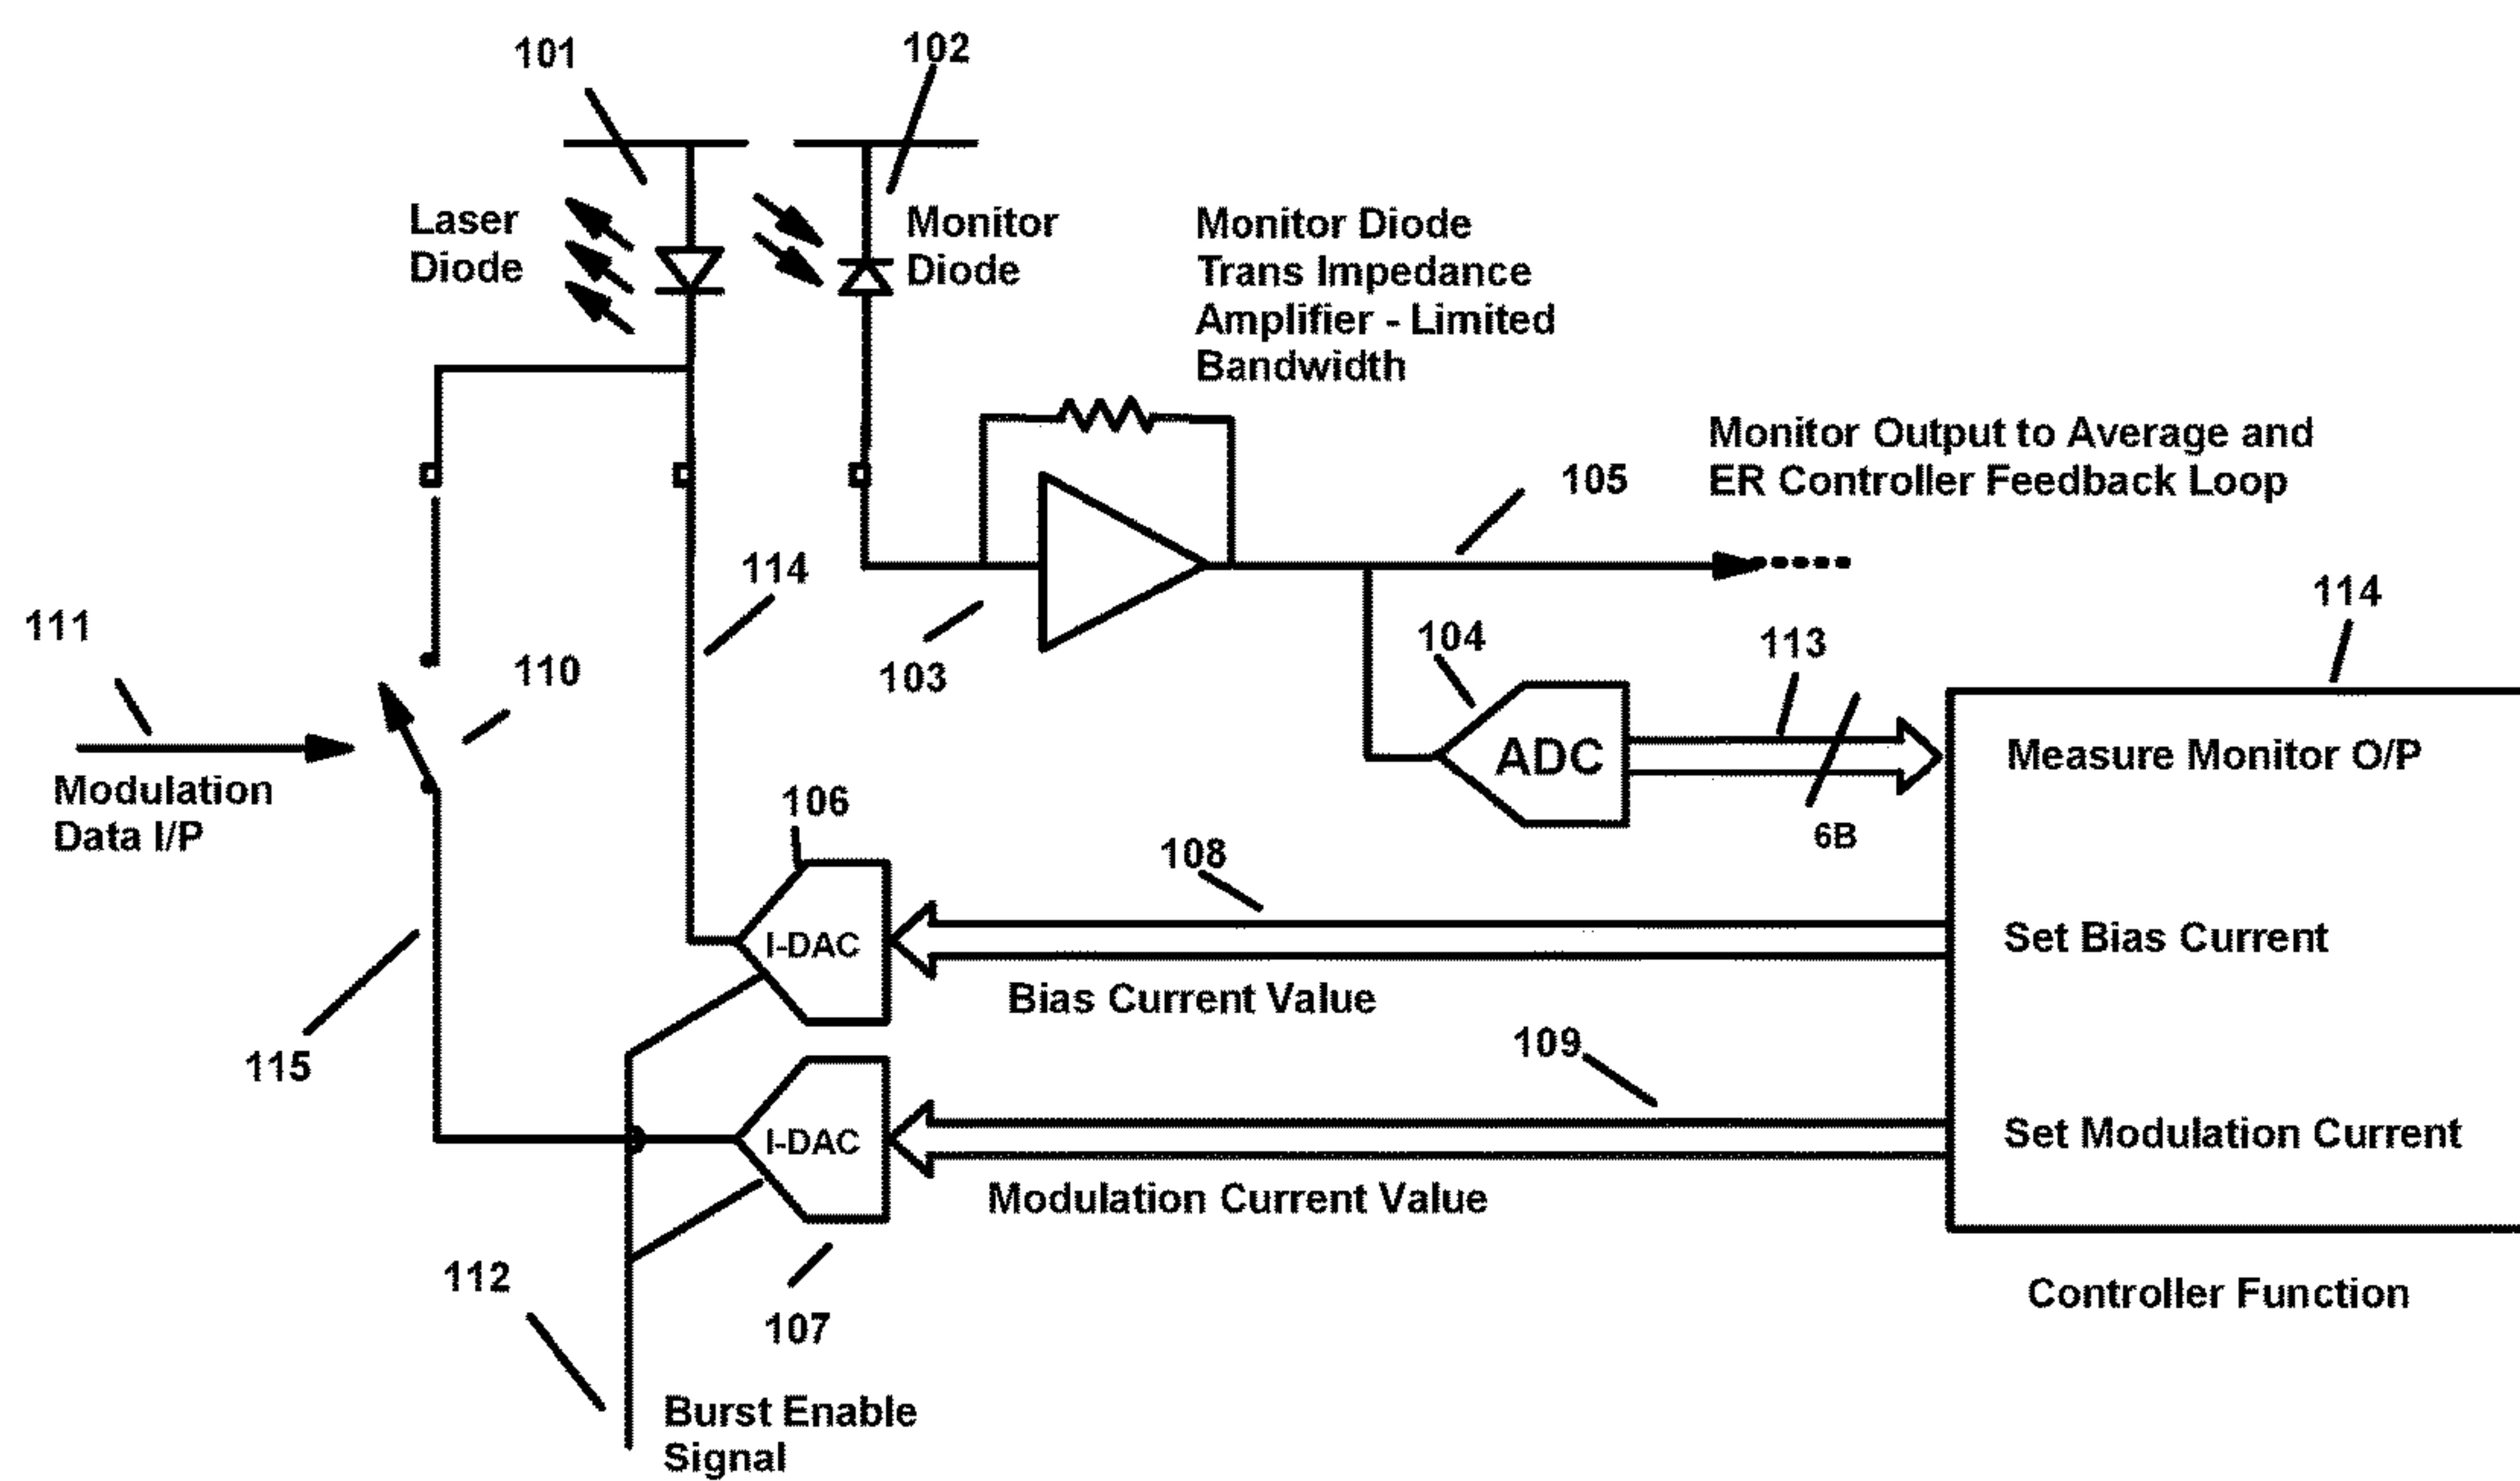 101
102
Laser
Diode
Monitor
Diode
Monitor Diode
Trans Impedance
Amplifier - Limited
Bandwidth
Monitor Output to Average and
ER Controller Feedback Loop
105
114
103
111
110
Modulation
Data I/P
104
113
114
ADC
6B
Measure Monitor O/P
106
I-DAC
108
Bias Current Value
Set Bias Current
115
I-DAC
109
Modulation Current Value
Set Modulation Current
107
112
Burst Enable
Signal
Controller Function